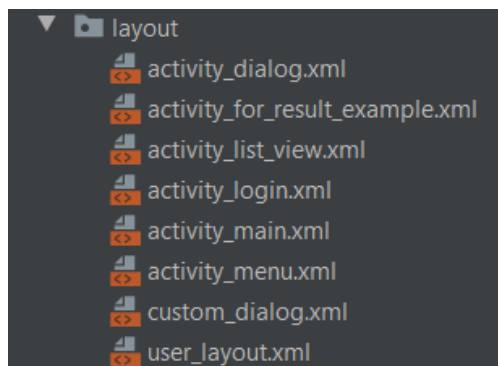 layout
activity_dialog.xml
activity_for_result_example.xml
activity_list_view.xml
activity_login.xml
activity_main.xml
activity_menu.xml
custom_dialog.xml
user_layout.xml